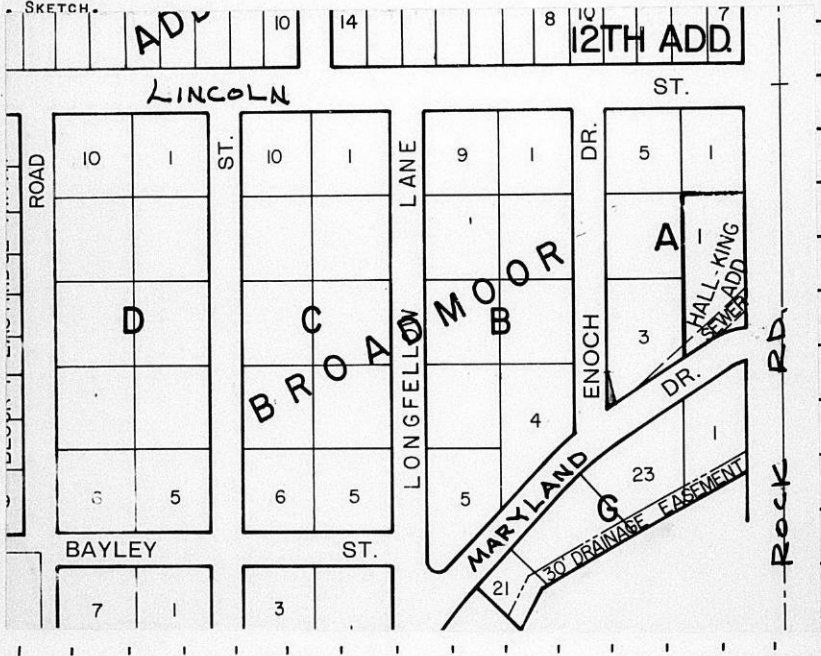 SKETCH.
ADD
10
14
8
10
7
12TH ADD.
LINCOLN
ST.
ROAD
10
1
ST.
10
1
LANE
9
1
DR.
5
1
A
1
HALL-KING
ADD
SEWER
D
C
B
BROADMOOR
3
LONGFELLOW
ENOCH
DR.
ROCK RD.
4
1
6
5
6
5
5
MARYLAND
23
G
30' DRAINAGE EASEMENT
BAYLEY
ST.
21
7
1
3